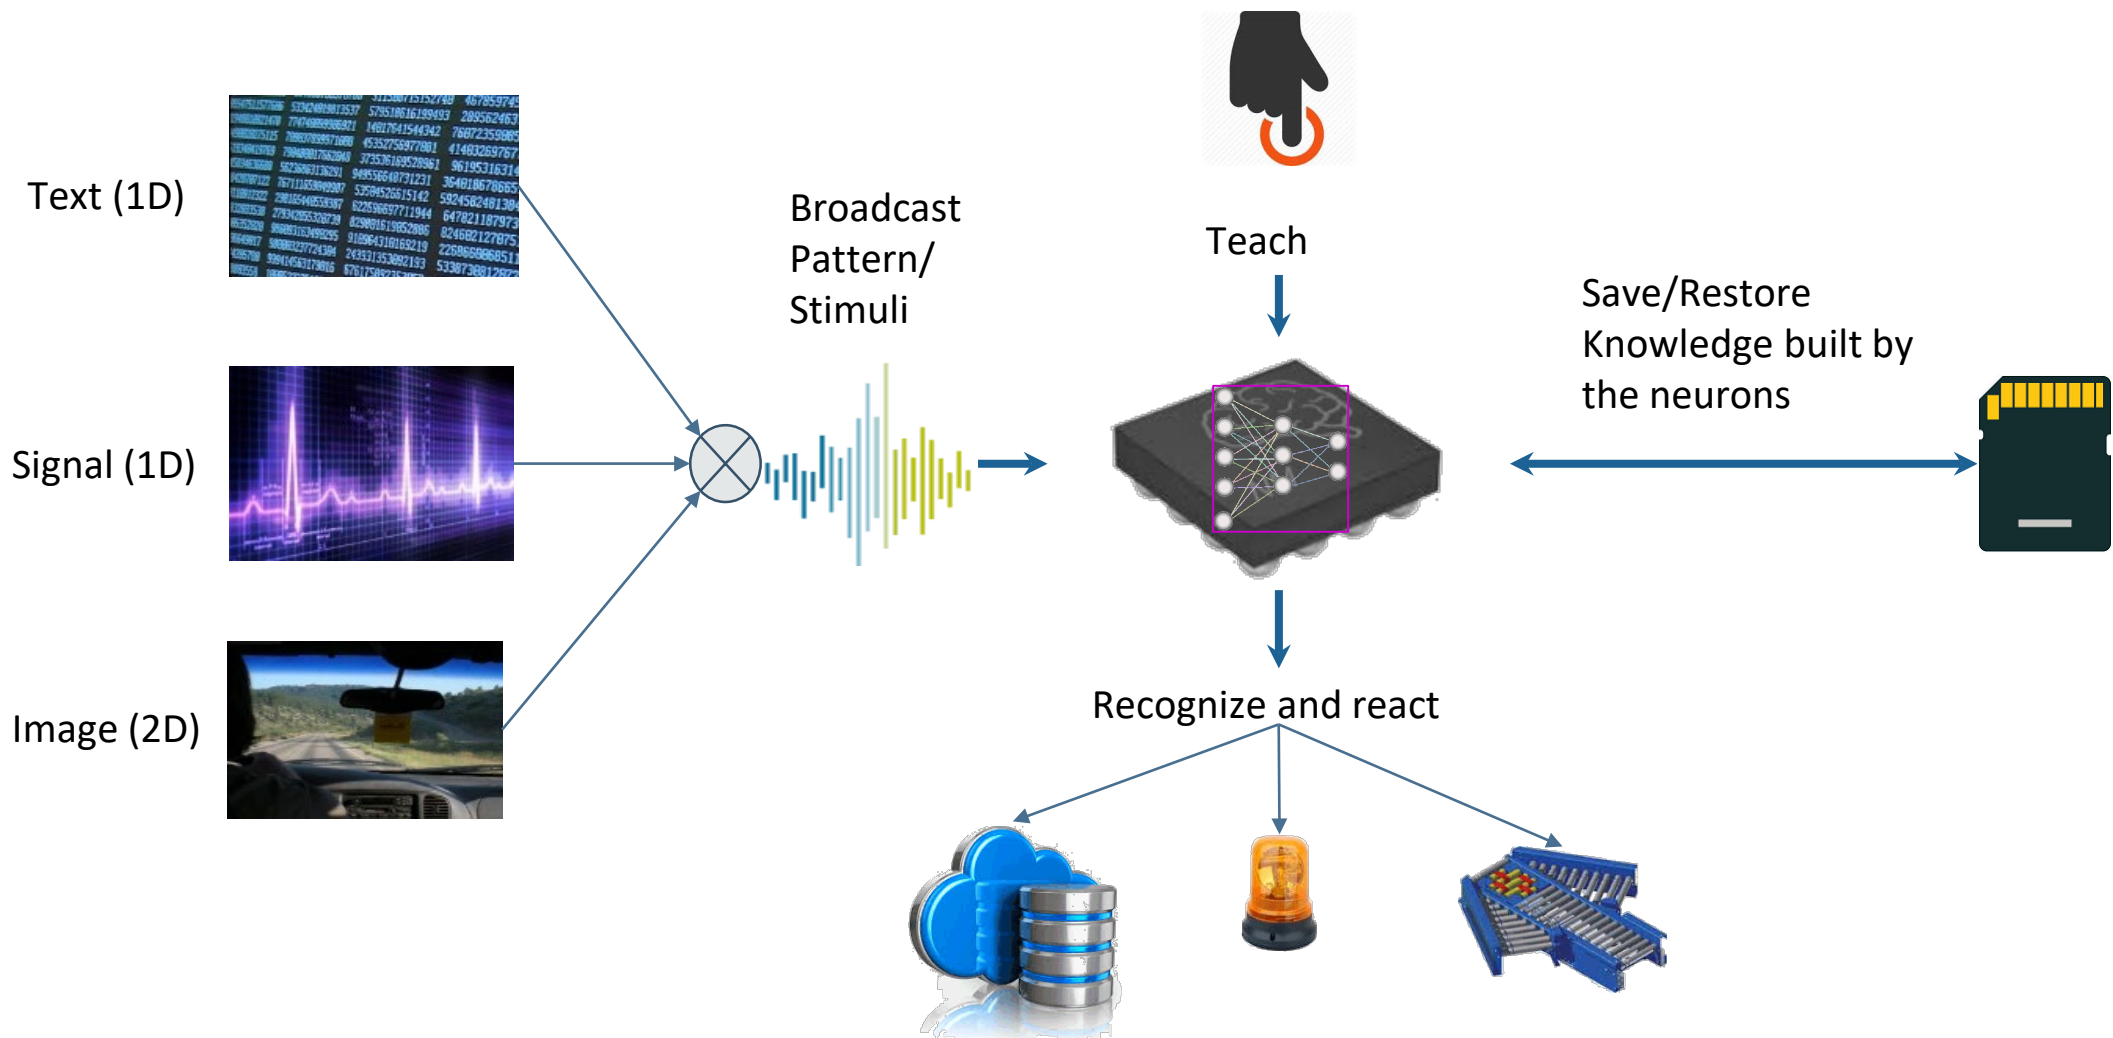 Text (1D)
Signal (1D)
Image (2D)
Broadcast
Pattern/
Stimuli
Teach
Save/Restore
Knowledge built by
the neurons
Recognize and react